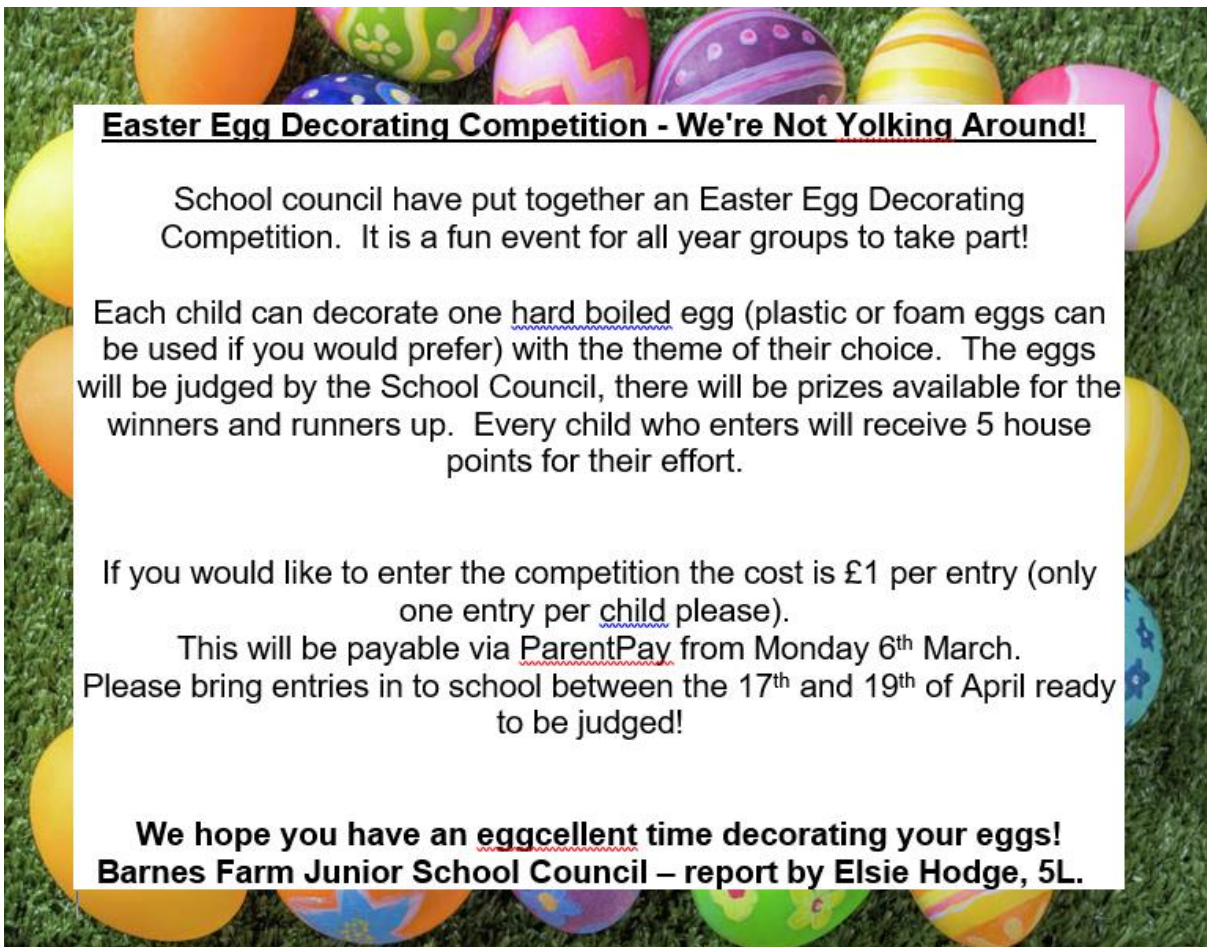 Easter Egg Decorating Competition - We're Not Yolking Around!
School council have put together an Easter Egg Decorating
Competition.  It is a fun event for all year groups to take part!
Each child can decorate one hard boiled egg (plastic or foam eggs can
be used if you would prefer) with the theme of their choice.  The eggs
will be judged by the School Council, there will be prizes available for the
winners and runners up.  Every child who enters will receive 5 house
points for their effort.
If you would like to enter the competition the cost is £1 per entry (only
one entry per child please).
This will be payable via ParentPay from Monday 6th March.
Please bring entries in to school between the 17th and 19th of April ready
to be judged!
We hope you have an eggcellent time decorating your eggs!
Barnes Farm Junior School Council – report by Elsie Hodge, 5L.